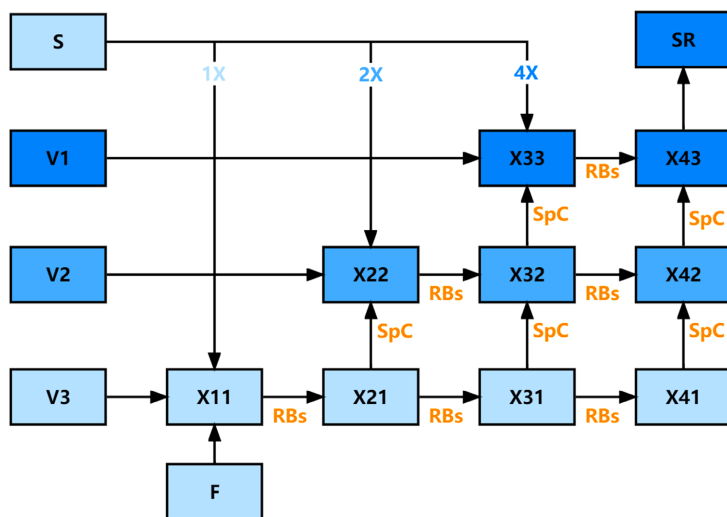 S
SR
1X
2X
4X
V1
X33
RBs
X43
SpC
SpC
V2
X22
RBs
X32
RBs
X42
SpC
SpC
SpC
V3
X11
RBs
X21
RBs
X31
RBs
X41
F